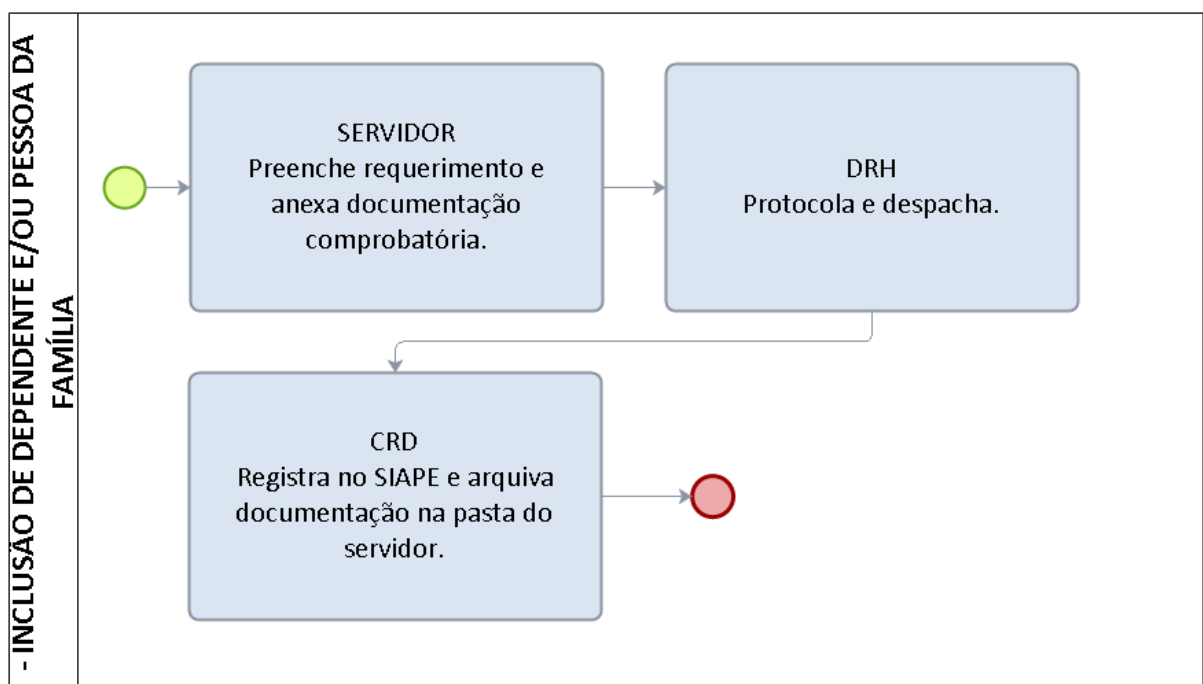 - INCLUSÃO DE DEPENDENTE E/OU PESSOA DA
FAMÍLIA
SERVIDOR
Preenche requerimento e
anexa documentação
comprobatória.
DRH
Protocola e despacha.
CRD
Registra no SIAPE e arquiva
documentação na pasta do
servidor.